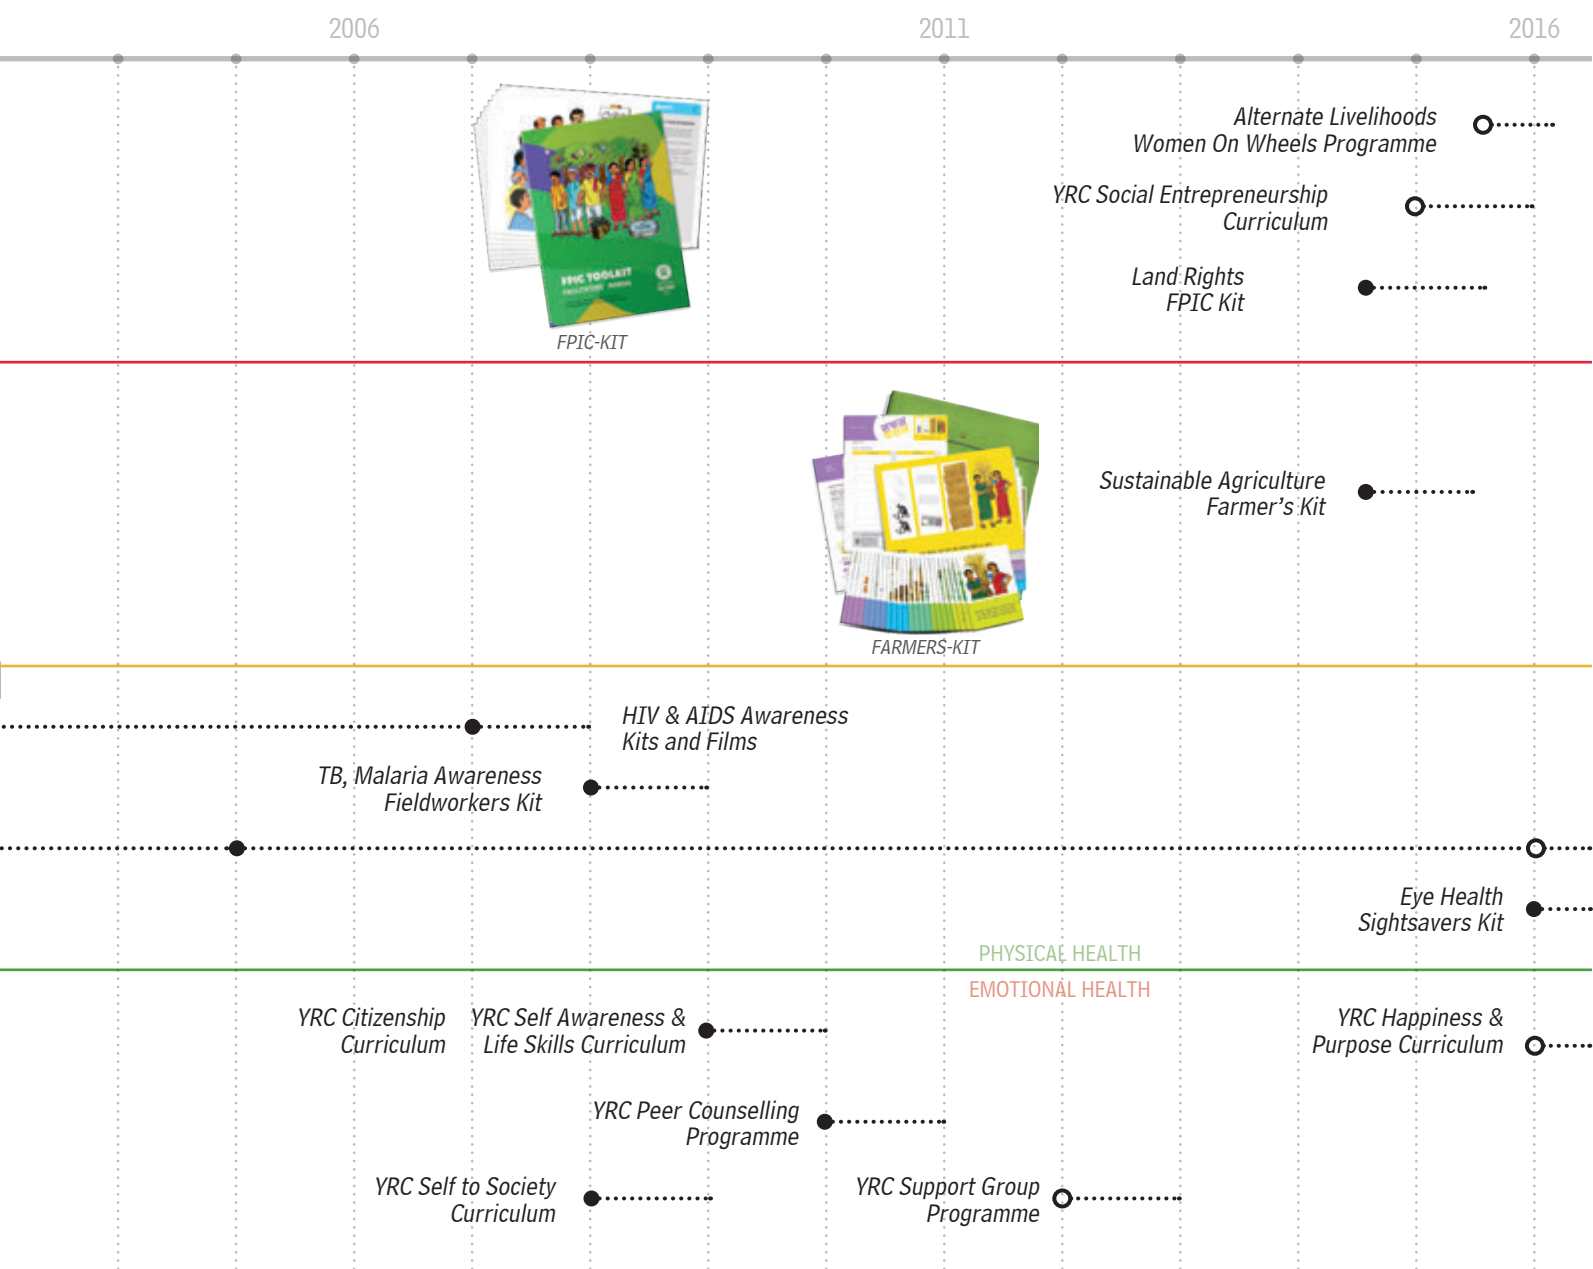 2006
2011
2016
Alternate Livelihoods
Women On Wheels Programme
YRC Social Entrepreneurship
Curriculum
Land Rights
FPIC Kit
FPIC TOOLKIT
FACILITATORS' MANUAL
FPIC-KIT
Sustainable Agriculture
Farmer's Kit
FARMERS-KIT
HIV & AIDS Awareness
Kits and Films
TB, Malaria Awareness
Fieldworkers Kit
Eye Health
Sightsavers Kit
PHYSICAL HEALTH
EMOTIONAL HEALTH
YRC Citizenship
Curriculum
YRC Self Awareness &
Life Skills Curriculum
YRC Happiness &
Purpose Curriculum
YRC Peer Counselling
Programme
YRC Self to Society
Curriculum
YRC Support Group
Programme